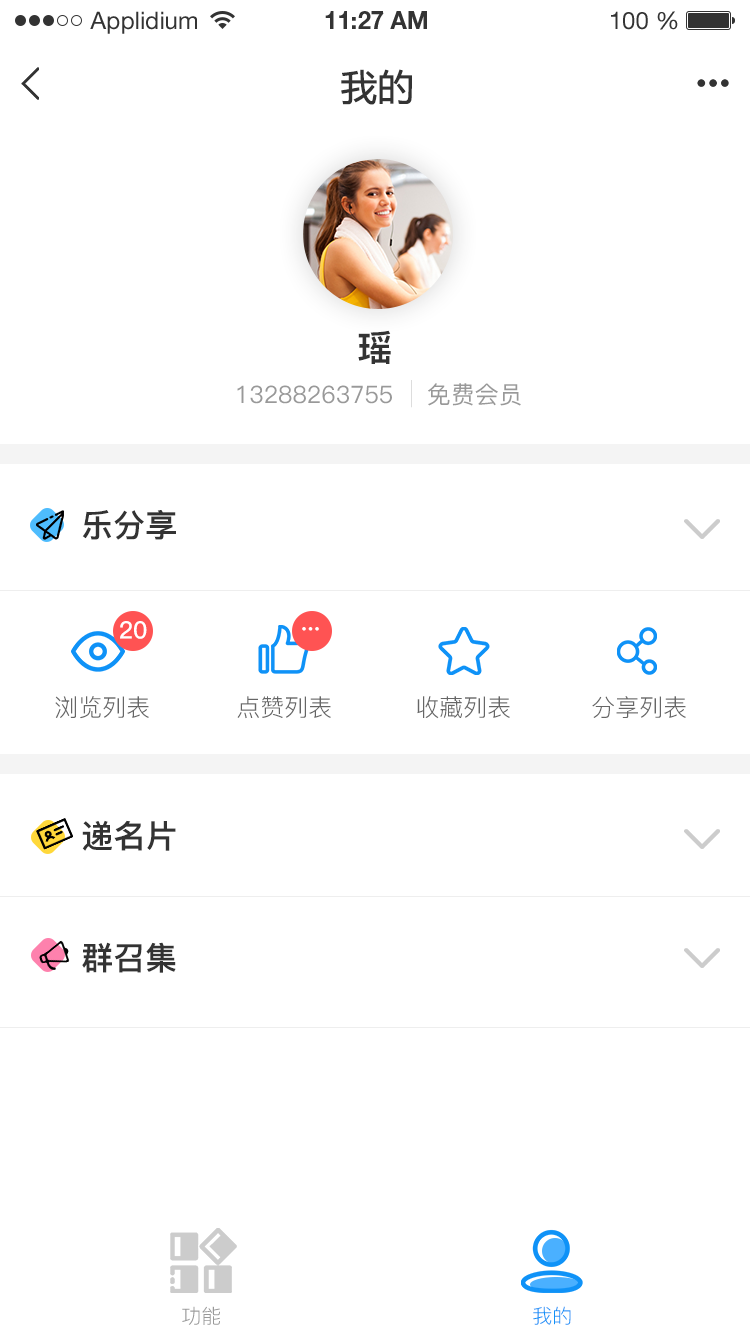 Applidium 11:27 AM 100 %
我的
瑶
13288263755 免费会员
乐分享
20
浏览列表 点赞列表 收藏列表 分享列表
递名片
群召集
功能 我的